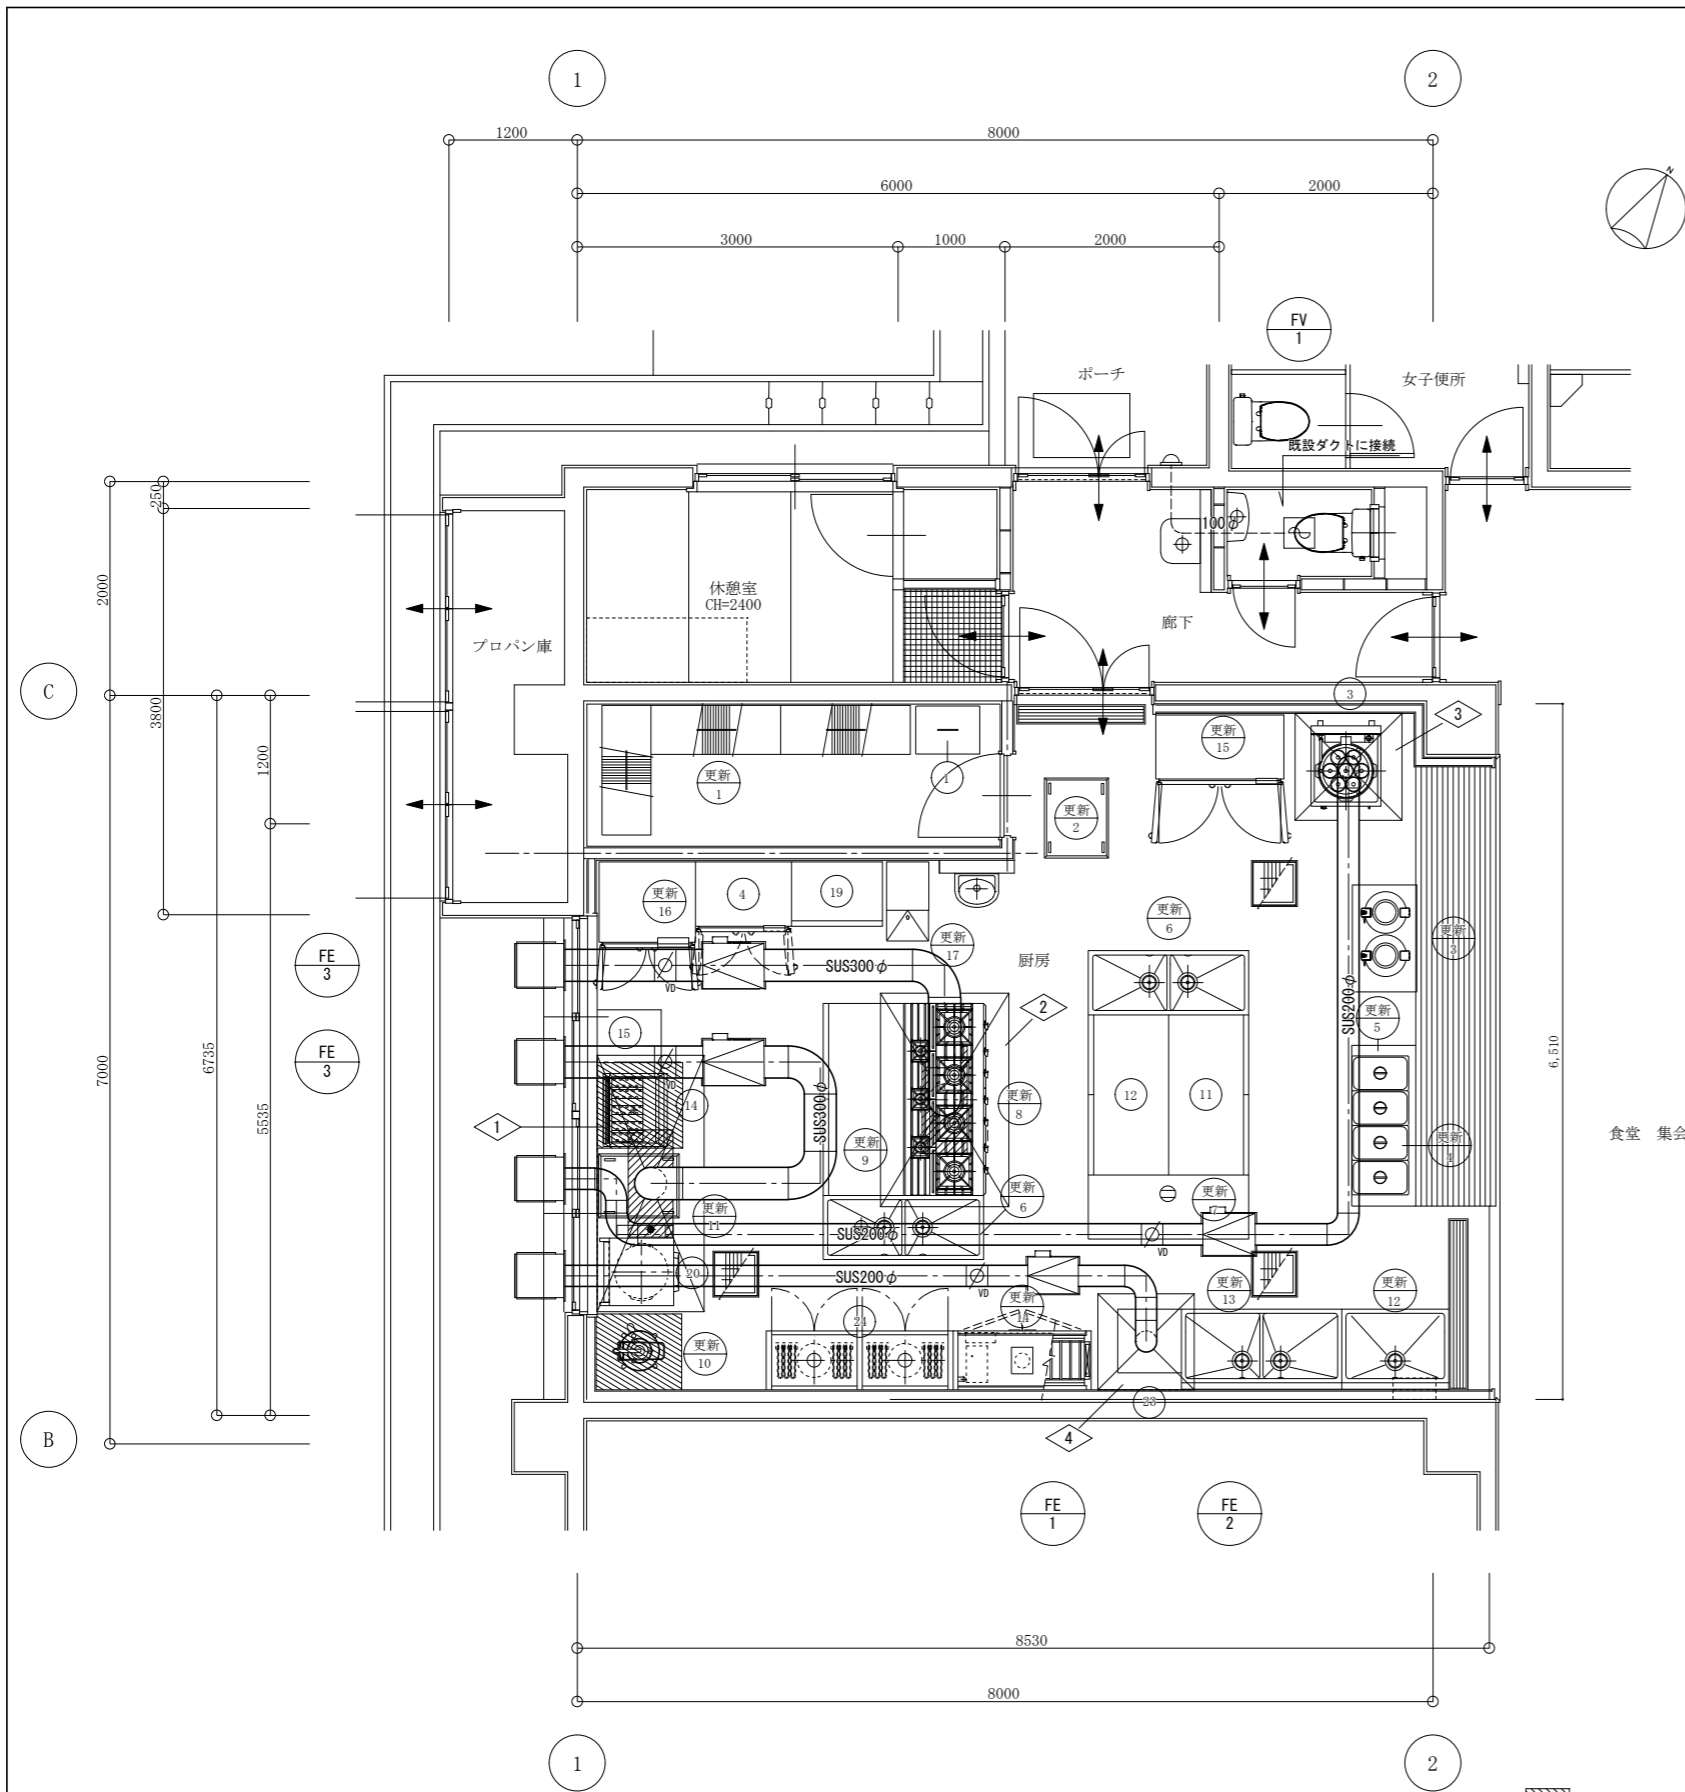 1
2
1200
8000
6000
2000
3000
1000
2000
N
FV
1
ポーチ
女子便所
既設ダクトに接続
250
100φ
2000
休憩室
CH=2400
プロパン庫
廊下
C
3
3
3800
1200
更新
15
更新
1
1
更新
2
更新
16
4
19
更新
6
更新
3
更新
17
FE
3
SUS300φ
厨房
VD
2
SUS200φ
更新
5
15
FE
3
7000
6735
5535
6,510
VD
14
更新
8
12
11
1
SUS300φ
更新
9
更新
4
食堂 集会
更新
11
更新
6
更新
7
SUS200φ
VD
20
SUS200φ
VD
更新
13
更新
12
更新
14
24
更新
10
23
4
B
FE
1
FE
2
8530
8000
1
2